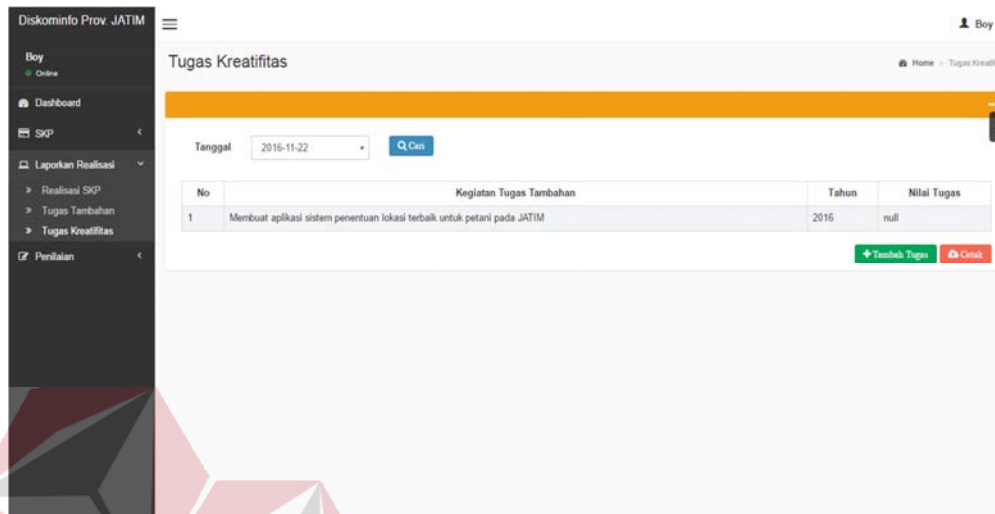 Diskominfo Prov. JATIM
Boy
Boy
Online
Tugas Kreatifitas
Home > Tugas Kreatif
Dashboard
SKP
Laporkan Realisasi
» Realisasi SKP
» Tugas Tambahan
» Tugas Kreatifitas
Penilaian
Tanggal 2016-11-22 Cari
No Kegiatan Tugas Tambahan Tahun Nilai Tugas
1 Membuat aplikasi sistem penentuan lokasi terbaik untuk petani pada JATIM 2016 null
+Tambah Tugas Cetak